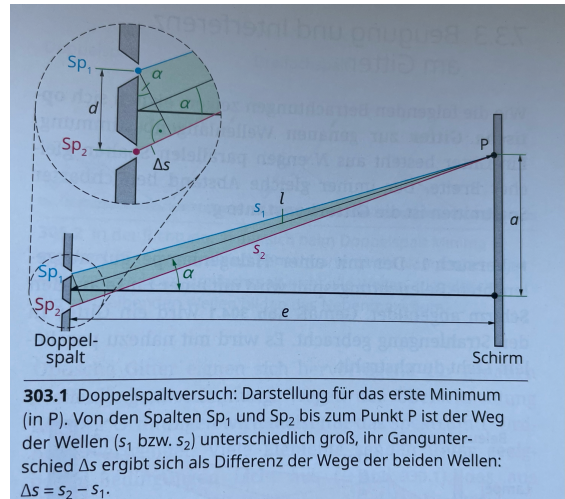 Sp₁
α
d
α
Sp₂
Δs
P
l
s₁
s₂
a
Sp₁
α
Sp₂
e
Doppel-
spalt
Schirm
303.1 Doppelspaltversuch: Darstellung für das erste Minimum
(in P). Von den Spalten Sp₁ und Sp₂ bis zum Punkt P ist der Weg
der Wellen (s₁ bzw. s₂) unterschiedlich groß, ihr Gangunter-
schied Δs ergibt sich als Differenz der Wege der beiden Wellen:
Δs = s₂ – s₁.